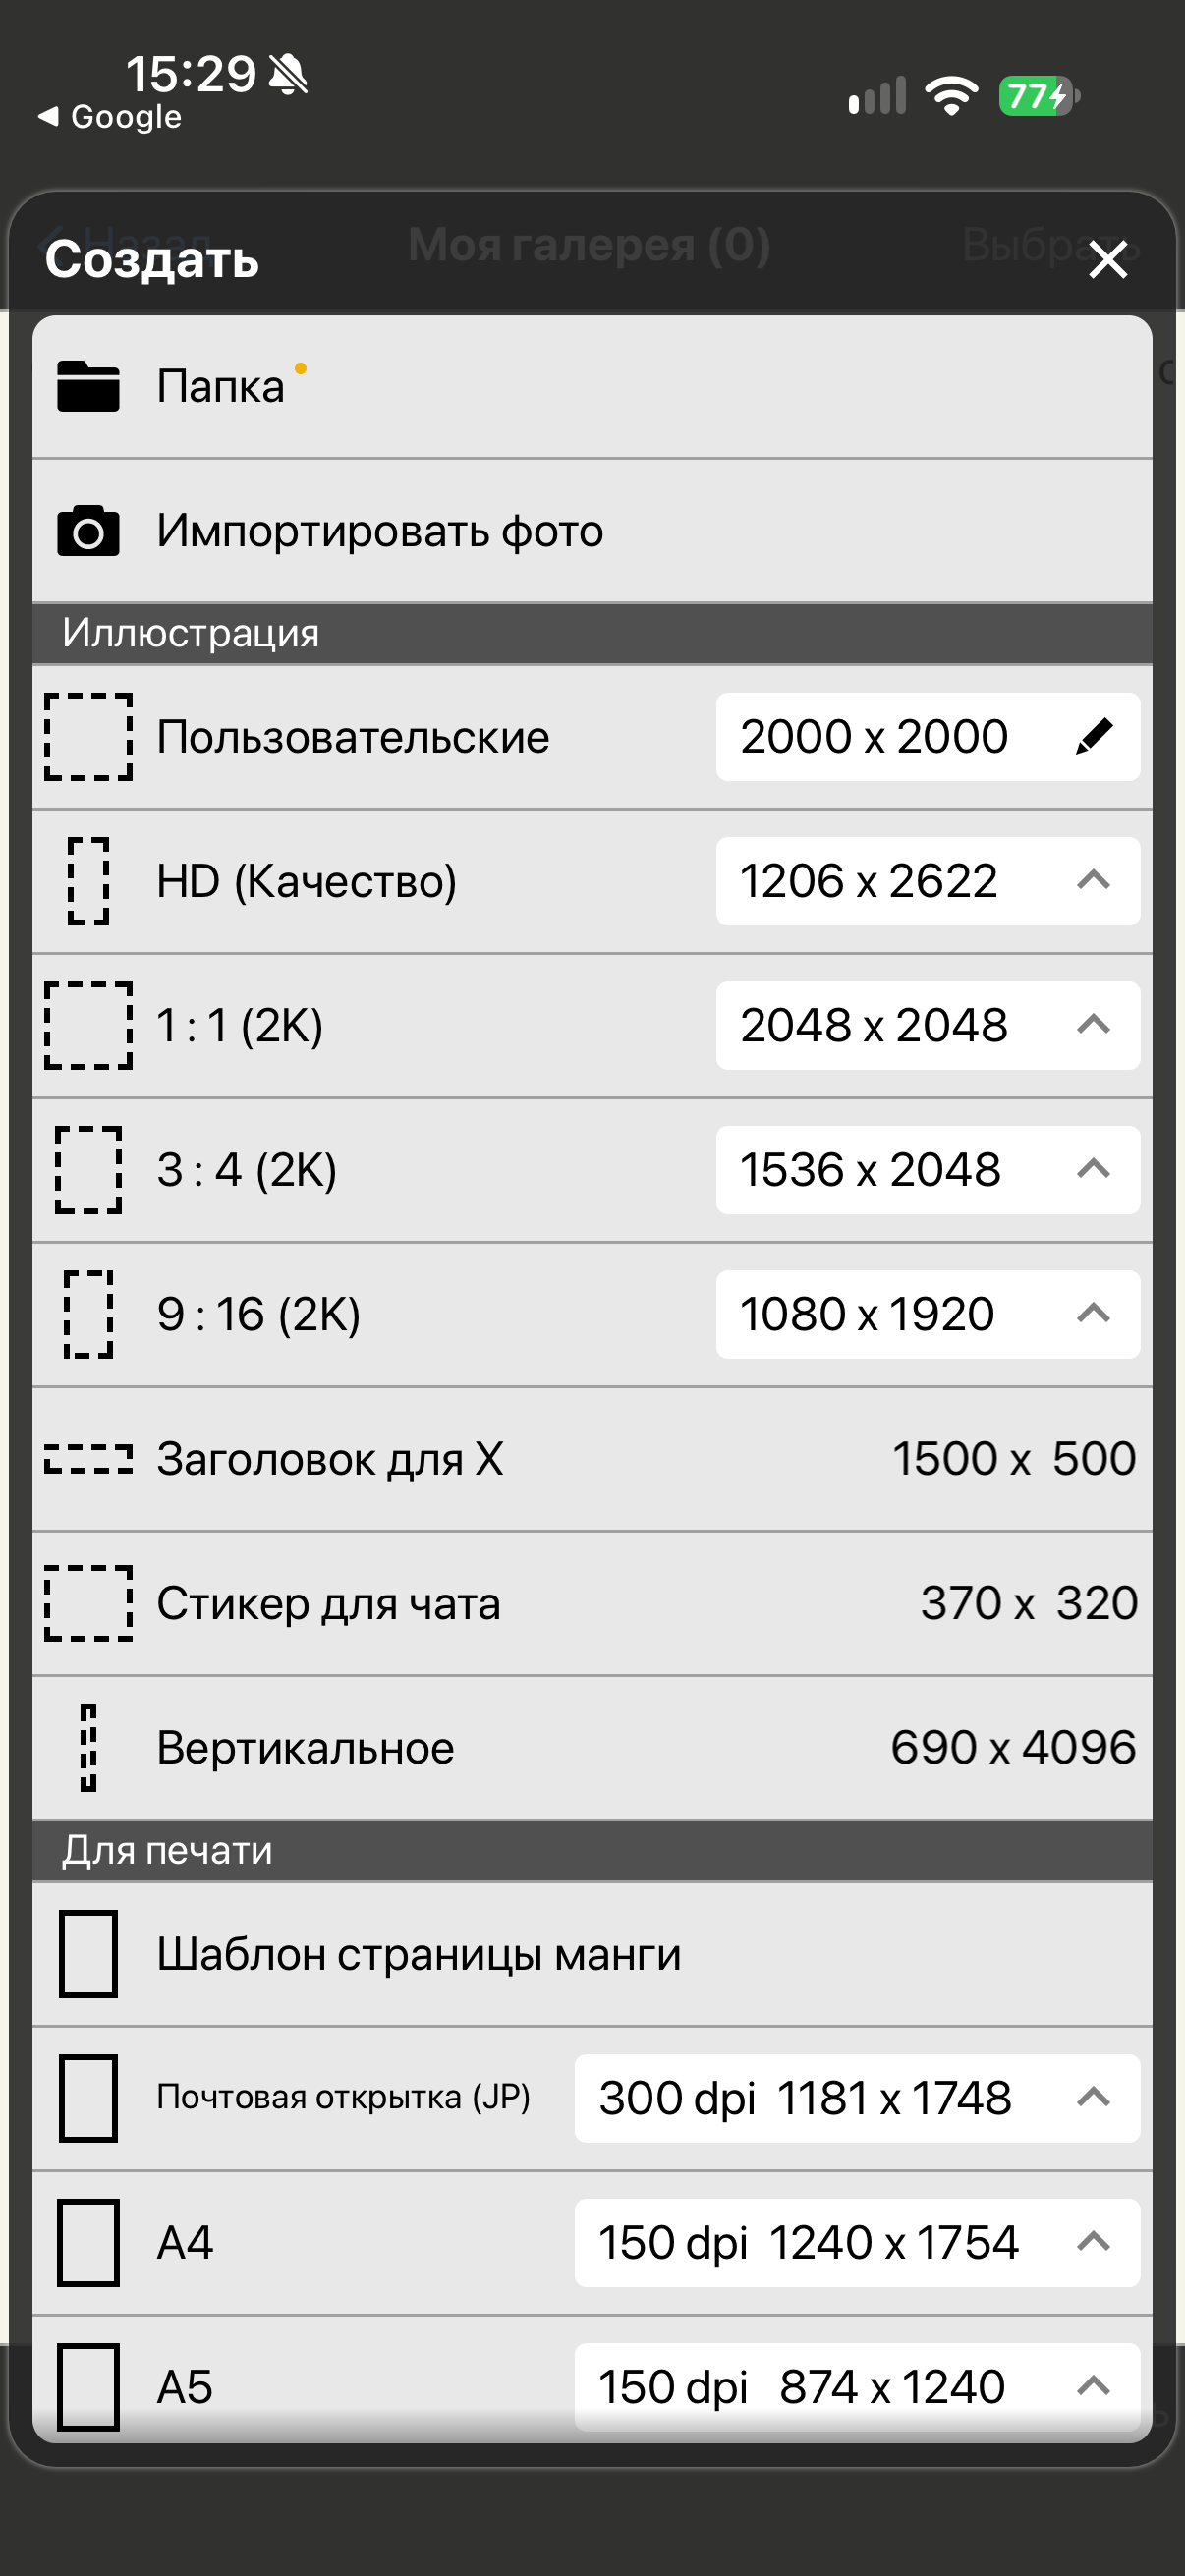 15:29
Google
77
Назад
Моя галерея (0)
Выбрать
Создать
Папка
Импортировать фото
Иллюстрация
Пользовательские 2000 x 2000
HD (Качество) 1206 x 2622
1 : 1 (2K) 2048 x 2048
3 : 4 (2K) 1536 x 2048
9 : 16 (2K) 1080 x 1920
Заголовок для X 1500 x 500
Стикер для чата 370 x 320
Вертикальное 690 x 4096
Для печати
Шаблон страницы манги
Почтовая открытка (JP) 300 dpi 1181 x 1748
A4 150 dpi 1240 x 1754
A5 150 dpi 874 x 1240